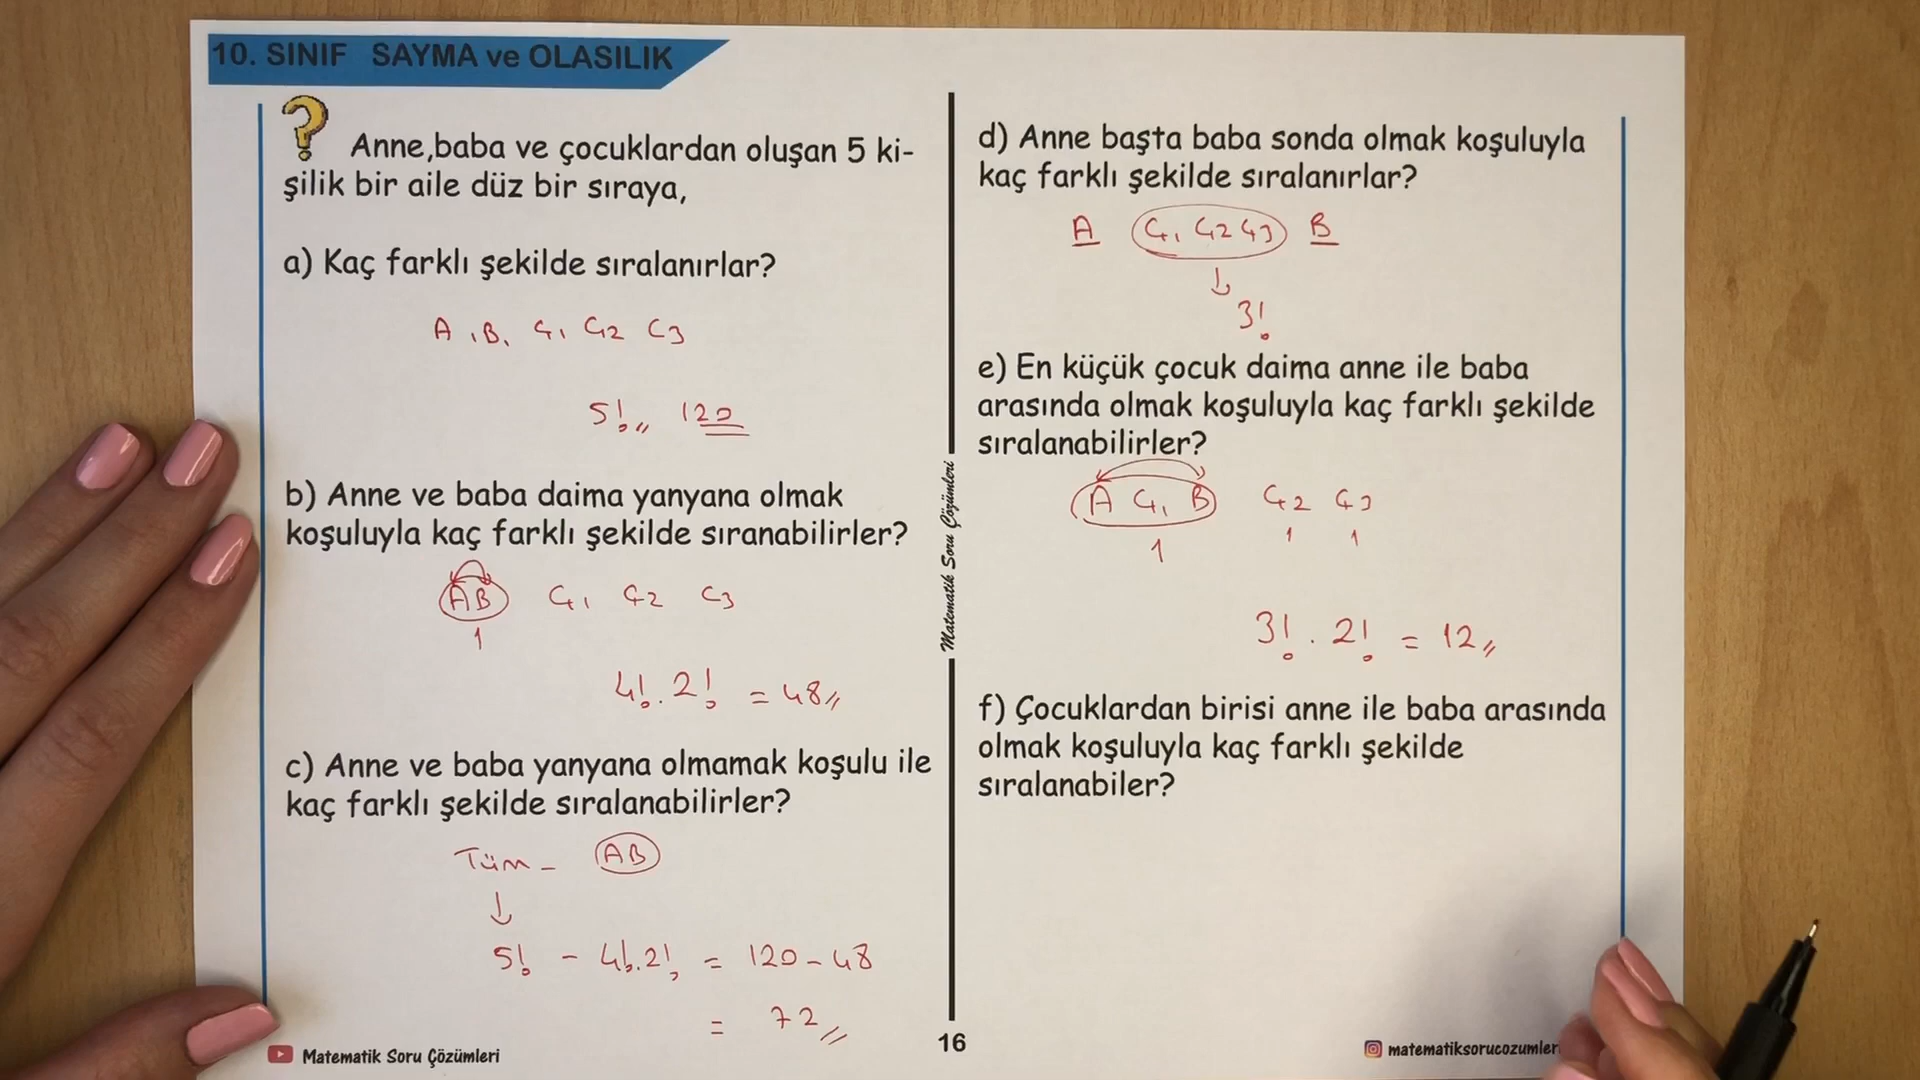 10. SINIF SAYMA ve OLASILIK
Anne,baba ve çocuklardan oluşan 5 ki-
şilik bir aile düz bir sıraya,
a) Kaç farklı şekilde sıralanırlar?
A , B, Ç1 Ç2 Ç3
5! 120
b) Anne ve baba daima yanyana olmak
koşuluyla kaç farklı şekilde sıranabilirler?
AB Ç1 Ç2 Ç3
1
4! . 2! = 48
c) Anne ve baba yanyana olmamak koşulu ile
kaç farklı şekilde sıralanabilirler?
Tüm - AB
↓
5! - 4!.2! = 120 - 48
= 72
Matematik Soru Çözümleri
Matematik Soru Çözümleri
16
d) Anne başta baba sonda olmak koşuluyla
kaç farklı şekilde sıralanırlar?
A Ç1 Ç2 Ç3 B
↓
3!
e) En küçük çocuk daima anne ile baba
arasında olmak koşuluyla kaç farklı şekilde
sıralanabilirler?
A Ç1 B Ç2 Ç3
1 1 1
3! . 2! = 12
f) Çocuklardan birisi anne ile baba arasında
olmak koşuluyla kaç farklı şekilde
sıralanabiler?
matematiksorucozumler